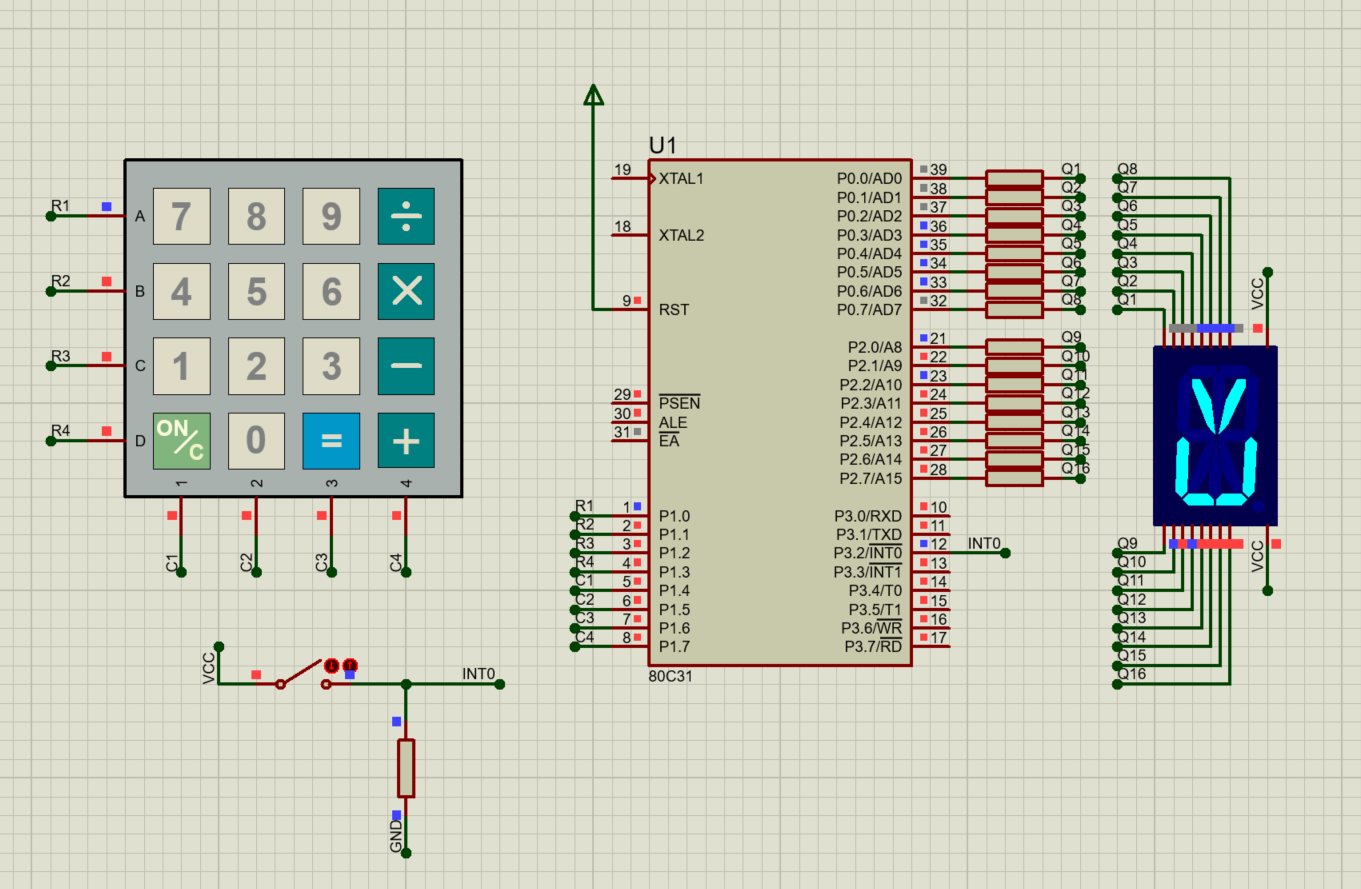 U1
R1 A 7 8 9 ÷
R2 B 4 5 6 ×
R3 C 1 2 3 −
R4 D ON/C 0 = +
1 2 3 4
C1 C2 C3 C4
VCC
INT0
GND
19 XTAL1
18 XTAL2
9 RST
29 PSEN
30 ALE
31 EA
R1 1 P1.0
R2 2 P1.1
R3 3 P1.2
R4 4 P1.3
C1 5 P1.4
C2 6 P1.5
C3 7 P1.6
C4 8 P1.7
80C31
P0.0/AD0 39 Q1
P0.1/AD1 38 Q2
P0.2/AD2 37 Q3
P0.3/AD3 36 Q4
P0.4/AD4 35 Q5
P0.5/AD5 34 Q6
P0.6/AD6 33 Q7
P0.7/AD7 32 Q8
P2.0/A8 21 Q9
P2.1/A9 22 Q10
P2.2/A10 23 Q11
P2.3/A11 24 Q12
P2.4/A12 25 Q13
P2.5/A13 26 Q14
P2.6/A14 27 Q15
P2.7/A15 28 Q16
P3.0/RXD 10
P3.1/TXD 11
P3.2/INT0 12 INT0
P3.3/INT1 13
P3.4/T0 14
P3.5/T1 15
P3.6/WR 16
P3.7/RD 17
Q8
Q7
Q6
Q5
Q4
Q3
Q2
Q1
VCC
Q9
Q10
Q11
Q12
Q13
Q14
Q15
Q16
VCC